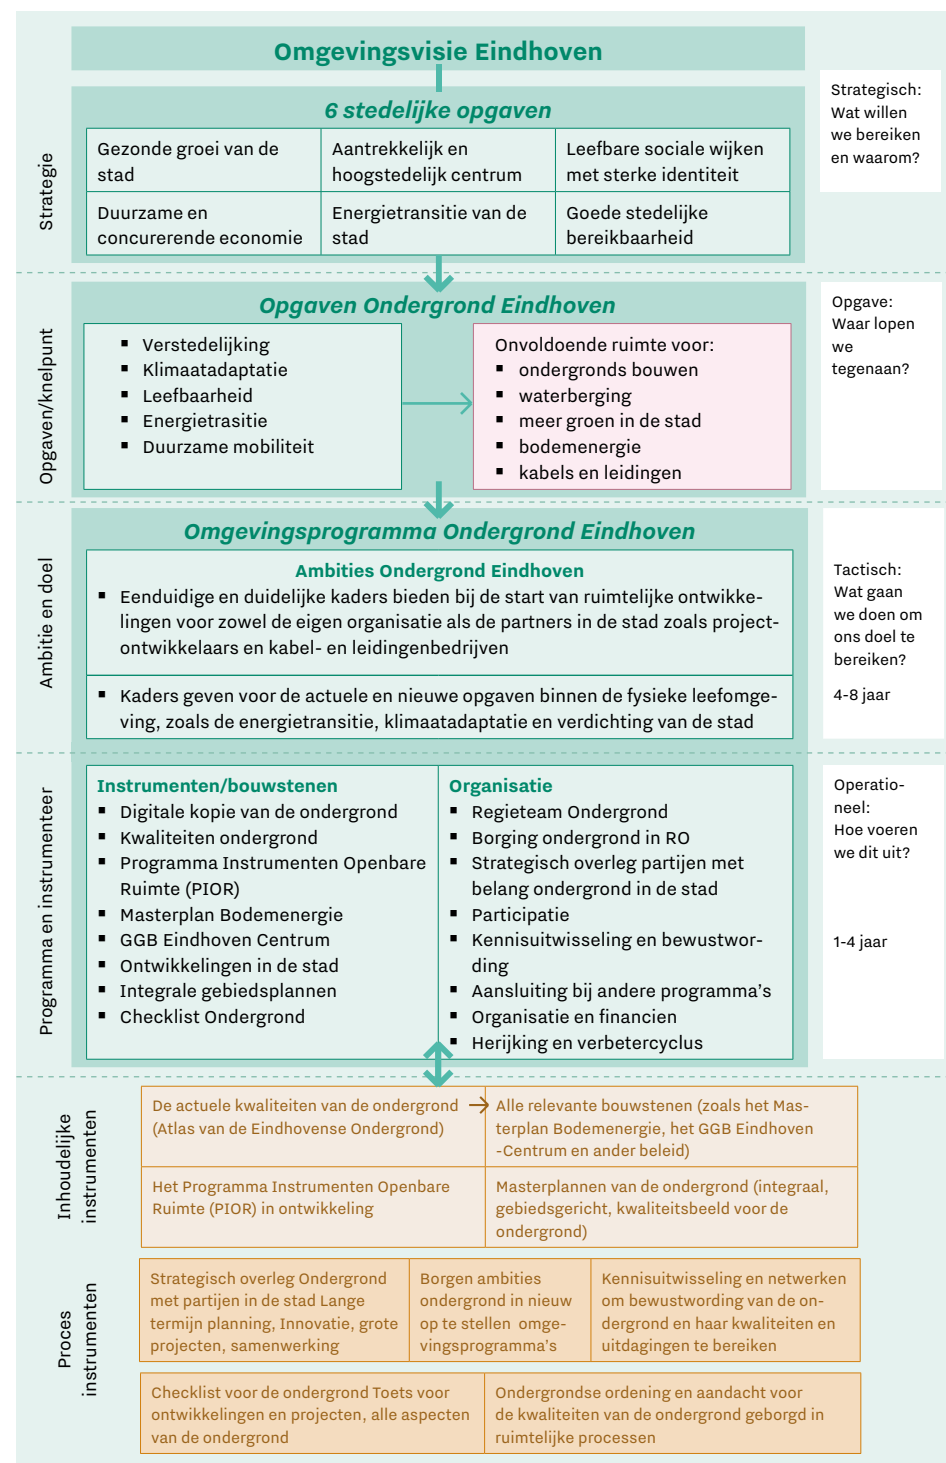 Omgevingsvisie Eindhoven
6 stedelijke opgaven
Strategie
Gezonde groei van de
stad
Aantrekkelijk en
hoogstedelijk centrum
Leefbare sociale wijken
met sterke identiteit
Duurzame en
concurerende economie
Energietransitie van de
stad
Goede stedelijke
bereikbaarheid
Strategisch:
Wat willen
we bereiken
en waarom?
Opgaven/knelpunt
Opgaven Ondergrond Eindhoven
▪ Verstedelijking
▪ Klimaatadaptatie
▪ Leefbaarheid
▪ Energietrasitie
▪ Duurzame mobiliteit
Onvoldoende ruimte voor:
▪ ondergronds bouwen
▪ waterberging
▪ meer groen in de stad
▪ bodemenergie
▪ kabels en leidingen
Opgave:
Waar lopen
we
tegenaan?
Ambitie en doel
Omgevingsprogramma Ondergrond Eindhoven
Ambities Ondergrond Eindhoven
▪ Eenduidige en duidelijke kaders bieden bij de start van ruimtelijke ontwikke-
lingen voor zowel de eigen organisatie als de partners in de stad zoals project-
ontwikkelaars en kabel- en leidingenbedrijven
▪ Kaders geven voor de actuele en nieuwe opgaven binnen de fysieke leefomge-
ving, zoals de energietransitie, klimaatadaptatie en verdichting van de stad
Tactisch:
Wat gaan
we doen om
ons doel te
bereiken?
4-8 jaar
Programma en instrumenteer
Instrumenten/bouwstenen
▪ Digitale kopie van de ondergrond
▪ Kwaliteiten ondergrond
▪ Programma Instrumenten Openbare
Ruimte (PIOR)
▪ Masterplan Bodemenergie
▪ GGB Eindhoven Centrum
▪ Ontwikkelingen in de stad
▪ Integrale gebiedsplannen
▪ Checklist Ondergrond
Organisatie
▪ Regieteam Ondergrond
▪ Borging ondergrond in RO
▪ Strategisch overleg partijen met
belang ondergrond in de stad
▪ Participatie
▪ Kennisuitwisseling en bewustwor-
ding
▪ Aansluiting bij andere programma's
▪ Organisatie en financien
▪ Herijking en verbetercyclus
Operatio-
neel:
Hoe voeren
we dit uit?
1-4 jaar
Inhoudelijke
instrumenten
De actuele kwaliteiten van de ondergrond
(Atlas van de Eindhovense Ondergrond)
Alle relevante bouwstenen (zoals het Mas-
terplan Bodemenergie, het GGB Eindhoven
-Centrum en ander beleid)
Het Programma Instrumenten Openbare
Ruimte (PIOR) in ontwikkeling
Masterplannen van de ondergrond (integraal,
gebiedsgericht, kwaliteitsbeeld voor de
ondergrond)
Proces
instrumenten
Strategisch overleg Ondergrond
met partijen in de stad Lange
termijn planning, Innovatie, grote
projecten, samenwerking
Borgen ambities
ondergrond in nieuw
op te stellen omge-
vingsprogramma's
Kennisuitwisseling en netwerken
om bewustwording van de on-
dergrond en haar kwaliteiten en
uitdagingen te bereiken
Checklist voor de ondergrond Toets voor
ontwikkelingen en projecten, alle aspecten
van de ondergrond
Ondergrondse ordening en aandacht voor
de kwaliteiten van de ondergrond geborgd in
ruimtelijke processen